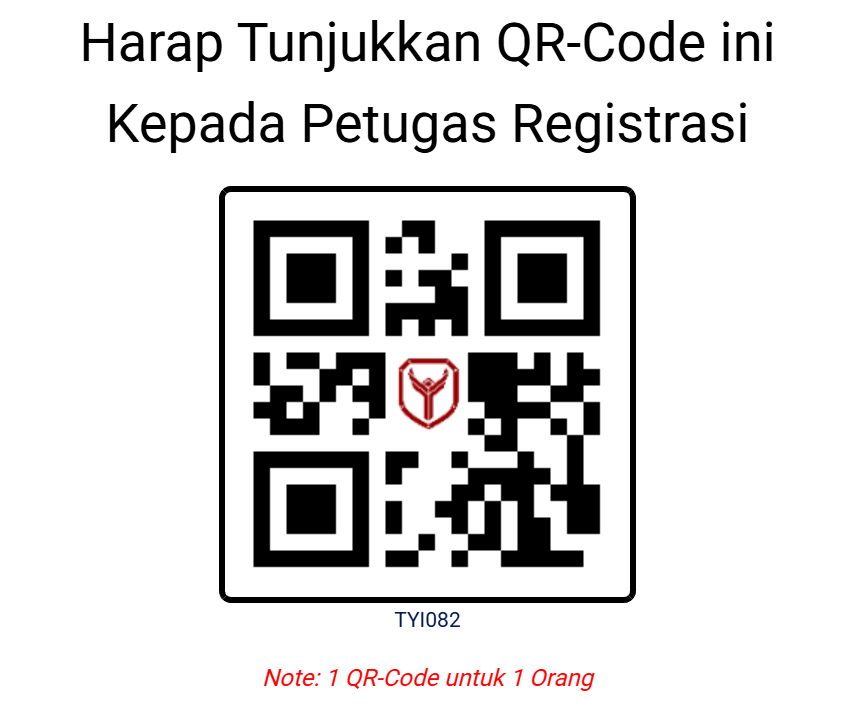 Harap Tunjukkan QR-Code ini
Kepada Petugas Registrasi
TYI082
Note: 1 QR-Code untuk 1 Orang